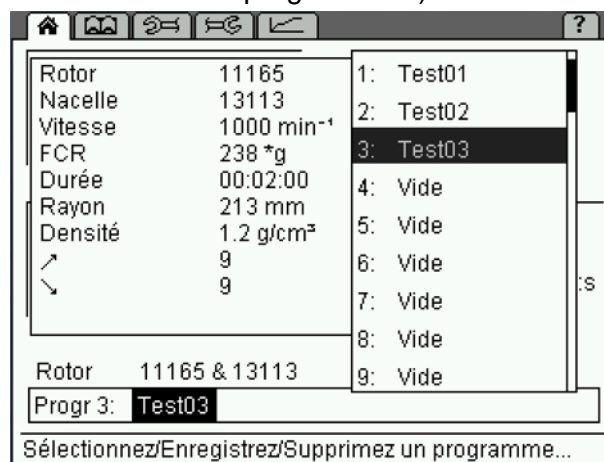 ?
Rotor 11165
Nacelle 13113
Vitesse 1000 min⁻¹
FCR 238 *g
Durée 00:02:00
Rayon 213 mm
Densité 1.2 g/cm³
↗ 9
↘ 9
1: Test01
2: Test02
3: Test03
4: Vide
5: Vide
6: Vide
7: Vide
8: Vide
9: Vide
:s
Rotor 11165 & 13113
Progr 3: Test03
Sélectionnez/Enregistrez/Supprimez un programme...